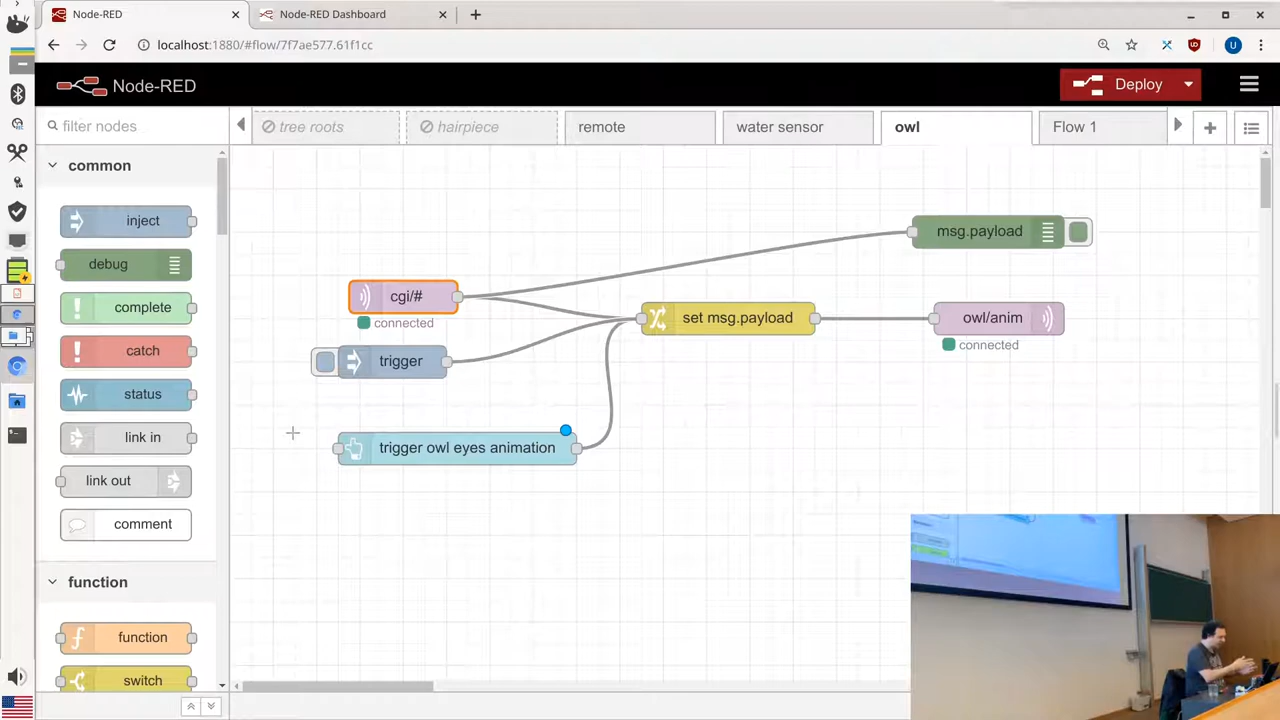 Node-RED
Node-RED Dashboard
localhost:1880/#flow/7f7ae577.61f1cc
U
Node-RED
Deploy
filter nodes
tree roots
hairpiece
remote
water sensor
owl
Flow 1
common
inject
debug
complete
catch
status
link in
link out
comment
function
function
switch
msg.payload
cgi/#
connected
set msg.payload
owl/anim
connected
trigger
trigger owl eyes animation